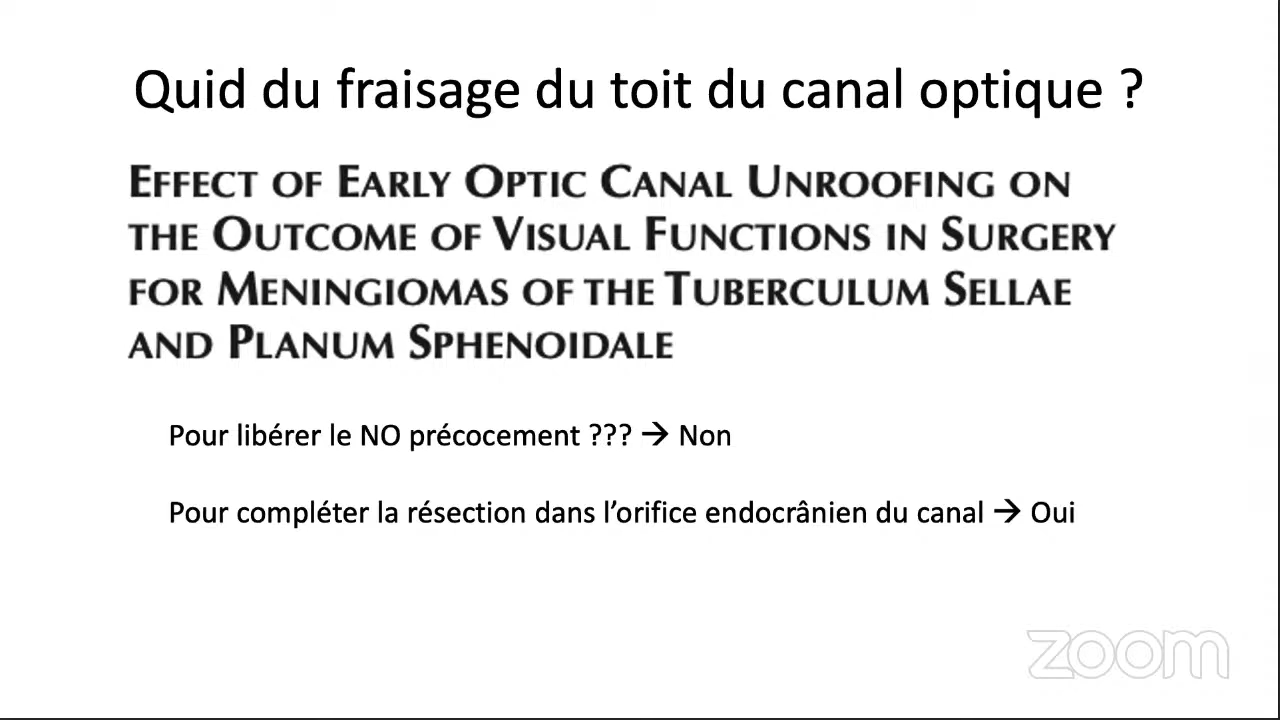 Quid du fraisage du toit du canal optique ?
EFFECT OF EARLY OPTIC CANAL UNROOFING ON
THE OUTCOME OF VISUAL FUNCTIONS IN SURGERY
FOR MENINGIOMAS OF THE TUBERCULUM SELLAE
AND PLANUM SPHENOIDALE
Pour libérer le NO précocement ??? → Non
Pour compléter la résection dans l’orifice endocrânien du canal → Oui
zoom